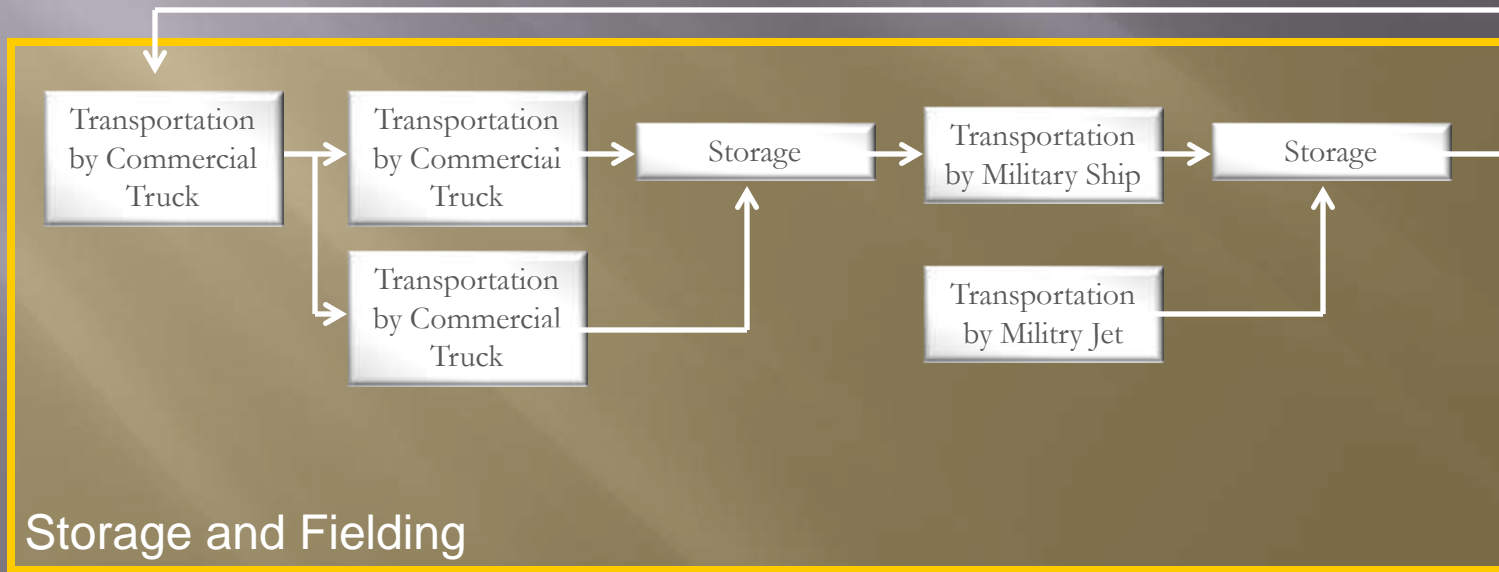 Transportation
by Commercial
Truck
Transportation
by Commercial
Truck
Storage
Transportation
by Military Ship
Storage
Transportation
by Commercial
Truck
Transportation
by Militry Jet
Storage and Fielding